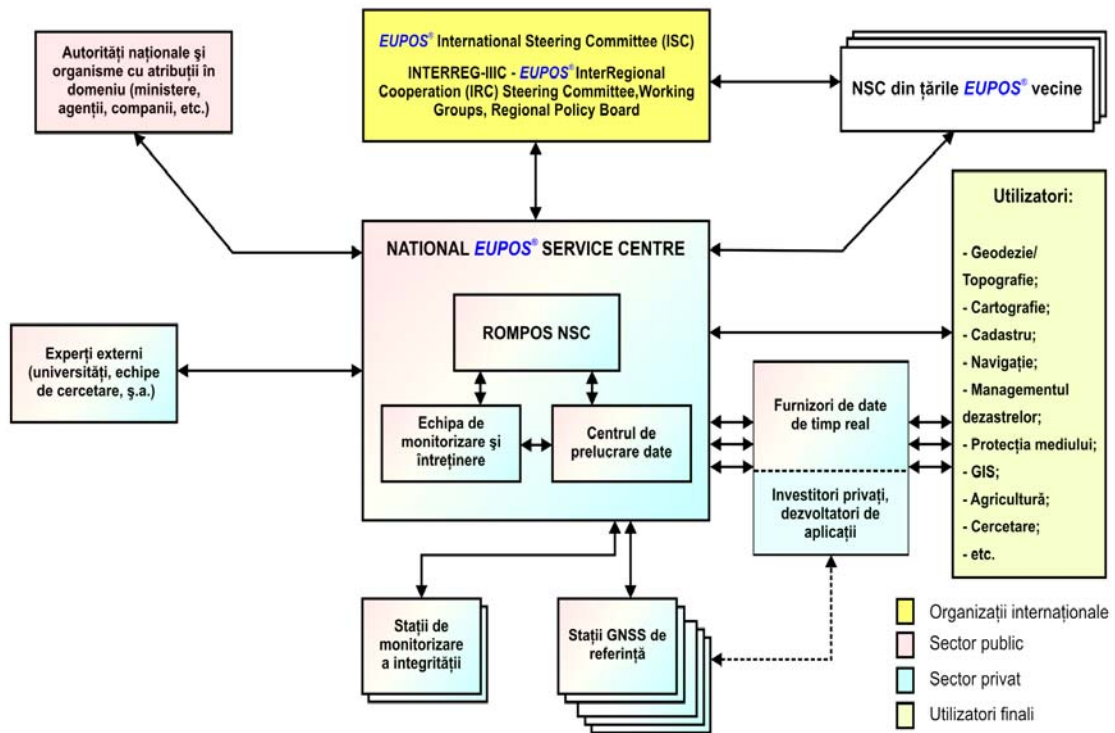 Autorități naționale și
organisme cu atribuții în
domeniu (ministere,
agenții, companii, etc.)
EUPOS® International Steering Committee (ISC)
INTERREG-IIIC - EUPOS® InterRegional
Cooperation (IRC) Steering Committee,Working
Groups, Regional Policy Board
NSC din țările EUPOS® vecine
NATIONAL EUPOS® SERVICE CENTRE
ROMPOS NSC
Echipa de
monitorizare și
întreținere
Centrul de
prelucrare date
Experți externi
(universități, echipe
de cercetare, ș.a.)
Furnizori de date
de timp real
Investitori privați,
dezvoltatori de
aplicații
Utilizatori:
- Geodezie/
Topografie;
- Cartografie;
- Cadastru;
- Navigație;
- Managementul
dezastrelor;
- Protecția mediului;
- GIS;
- Agricultură;
- Cercetare;
- etc.
Stații de
monitorizare
a integrității
Stații GNSS de
referință
Organizații internaționale
Sector public
Sector privat
Utilizatori finali